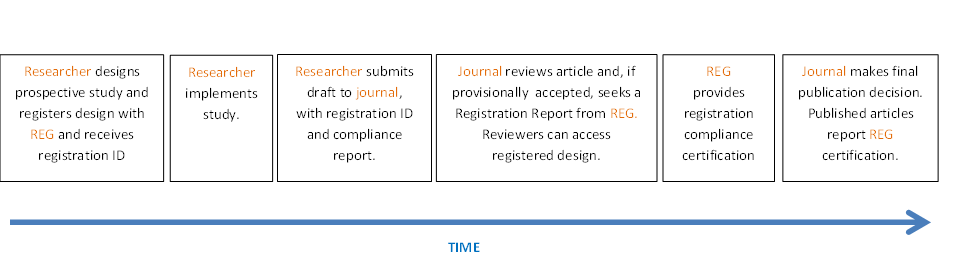 Researcher designs
prospective study and
registers design with
REG and receives
registration ID
Researcher
implements
study.
Researcher submits
draft to journal,
with registration ID
and compliance
report.
Journal reviews article and, if
provisionally accepted, seeks a
Registration Report from REG.
Reviewers can access
registered design.
REG
provides
registration
compliance
certification
Journal makes final
publication decision.
Published articles
report REG
certification.
TIME